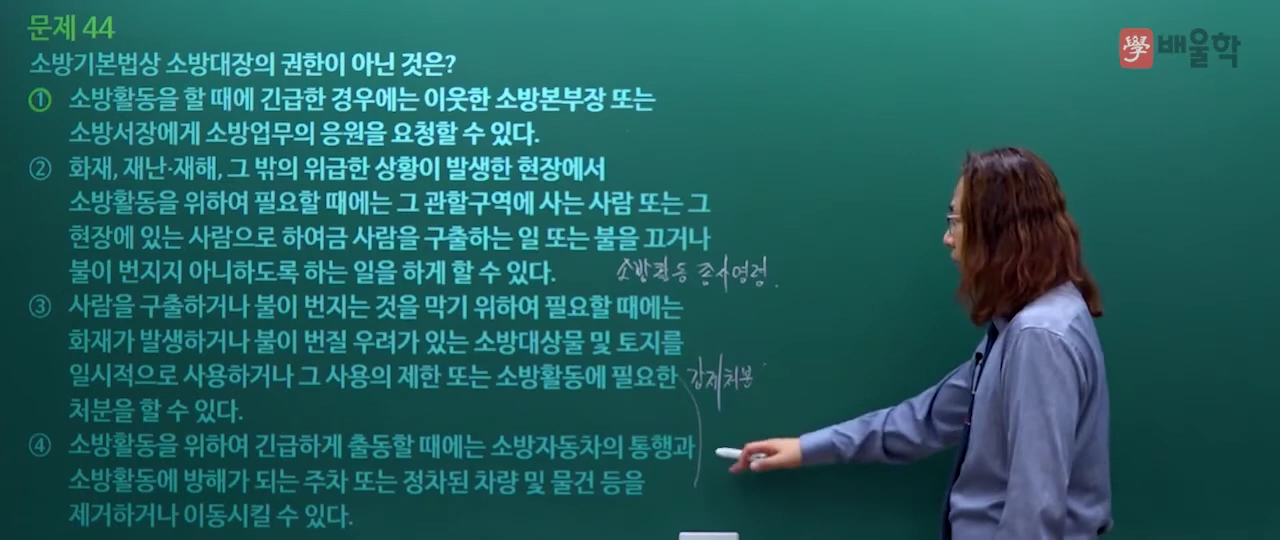 문제 44
學 배울학
소방기본법상 소방대장의 권한이 아닌 것은?
① 소방활동을 할 때에 긴급한 경우에는 이웃한 소방본부장 또는
소방서장에게 소방업무의 응원을 요청할 수 있다.
② 화재, 재난·재해, 그 밖의 위급한 상황이 발생한 현장에서
소방활동을 위하여 필요할 때에는 그 관할구역에 사는 사람 또는 그
현장에 있는 사람으로 하여금 사람을 구출하는 일 또는 불을 끄거나
불이 번지지 아니하도록 하는 일을 하게 할 수 있다.
소방활동 종사명령.
③ 사람을 구출하거나 불이 번지는 것을 막기 위하여 필요할 때에는
화재가 발생하거나 불이 번질 우려가 있는 소방대상물 및 토지를
일시적으로 사용하거나 그 사용의 제한 또는 소방활동에 필요한
강제처분
처분을 할 수 있다.
④ 소방활동을 위하여 긴급하게 출동할 때에는 소방자동차의 통행과
소방활동에 방해가 되는 주차 또는 정차된 차량 및 물건 등을
제거하거나 이동시킬 수 있다.